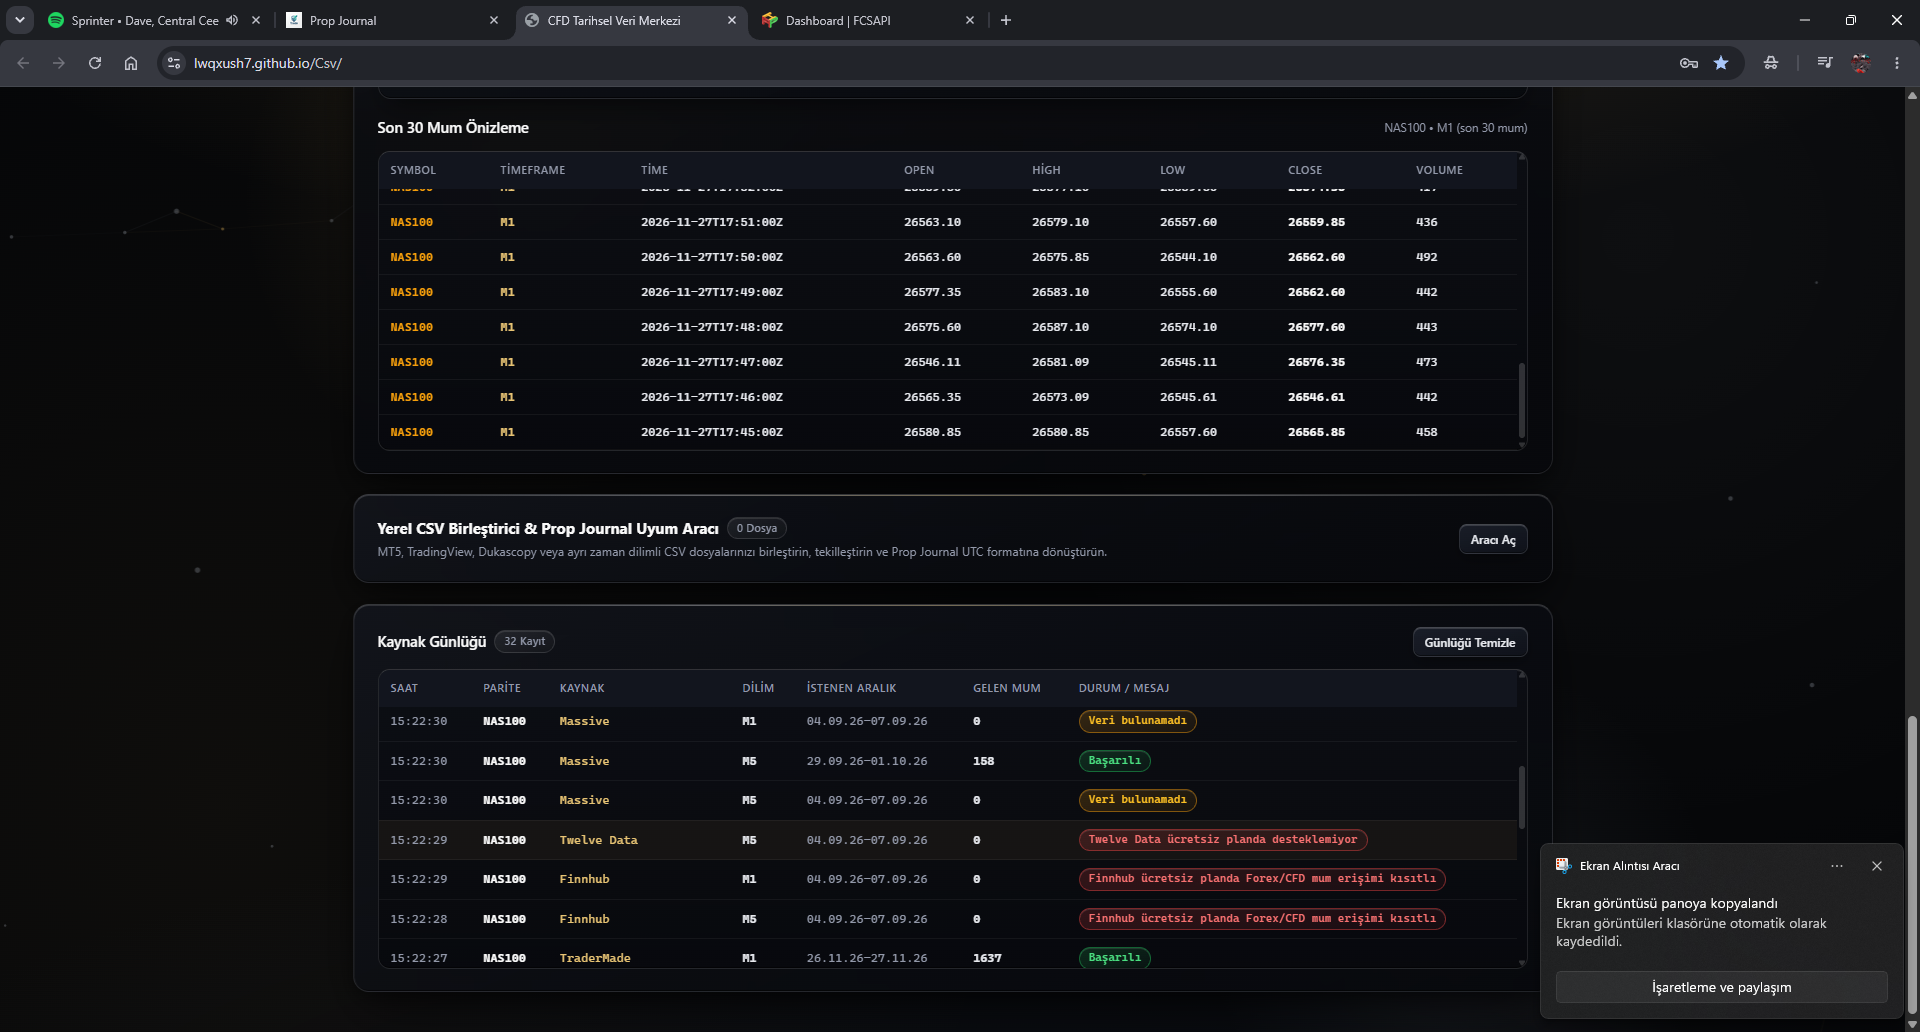 Sprinter • Dave, Central Cee
Prop Journal
CFD Tarihsel Veri Merkezi
Dashboard | FCSAPI
lwqxush7.github.io/Csv/
Son 30 Mum Önizleme
NAS100 • M1 (son 30 mum)
SYMBOL TİMEFRAME TİME OPEN HİGH LOW CLOSE VOLUME
NAS100 M1 2026-11-27T17:51:00Z 26563.10 26579.10 26557.60 26559.85 436
NAS100 M1 2026-11-27T17:50:00Z 26563.60 26575.85 26544.10 26562.60 492
NAS100 M1 2026-11-27T17:49:00Z 26577.35 26583.10 26555.60 26562.60 442
NAS100 M1 2026-11-27T17:48:00Z 26575.60 26587.10 26574.10 26577.60 443
NAS100 M1 2026-11-27T17:47:00Z 26546.11 26581.09 26545.11 26576.35 473
NAS100 M1 2026-11-27T17:46:00Z 26565.35 26573.09 26545.61 26546.61 442
NAS100 M1 2026-11-27T17:45:00Z 26580.85 26580.85 26557.60 26565.85 458
Yerel CSV Birleştirici & Prop Journal Uyum Aracı 0 Dosya
MT5, TradingView, Dukascopy veya ayrı zaman dilimli CSV dosyalarınızı birleştirin, tekilleştirin ve Prop Journal UTC formatına dönüştürün.
Aracı Aç
Kaynak Günlüğü 32 Kayıt
Günlüğü Temizle
SAAT PARİTE KAYNAK DİLİM İSTENEN ARALIK GELEN MUM DURUM / MESAJ
15:22:30 NAS100 Massive M1 04.09.26–07.09.26 0 Veri bulunamadı
15:22:30 NAS100 Massive M5 29.09.26–01.10.26 158 Başarılı
15:22:30 NAS100 Massive M5 04.09.26–07.09.26 0 Veri bulunamadı
15:22:29 NAS100 Twelve Data M5 04.09.26–07.09.26 0 Twelve Data ücretsiz planda desteklemiyor
15:22:29 NAS100 Finnhub M1 04.09.26–07.09.26 0 Finnhub ücretsiz planda Forex/CFD mum erişimi kısıtlı
15:22:28 NAS100 Finnhub M5 04.09.26–07.09.26 0 Finnhub ücretsiz planda Forex/CFD mum erişimi kısıtlı
15:22:27 NAS100 TraderMade M1 26.11.26–27.11.26 1637 Başarılı
Ekran Alıntısı Aracı
Ekran görüntüsü panoya kopyalandı
Ekran görüntüleri klasörüne otomatik olarak
kaydedildi.
İşaretleme ve paylaşım